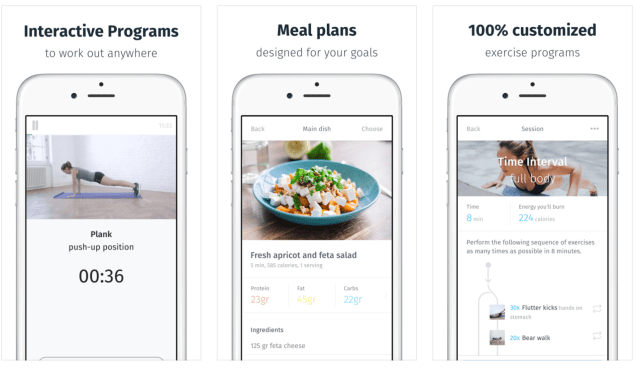 Interactive Programs
to work out anywhere
11:23
Plank
push-up position
00:36
Meal plans
designed for your goals
Back Main dish Choose
Fresh apricot and feta salad
5 min, 585 calories, 1 serving
Protein Fat Carbs
23gr 45gr 22gr
Ingredients
125 gr feta cheese
100% customized
exercise programs
Back Session •••
Time Interval
full body
Time Energy you'll burn
8 min 224 calories
Perform the following sequence of exercises
as many times as possible in 8 minutes.
30x Flutter kicks hands on
stomach
20x Bear walk